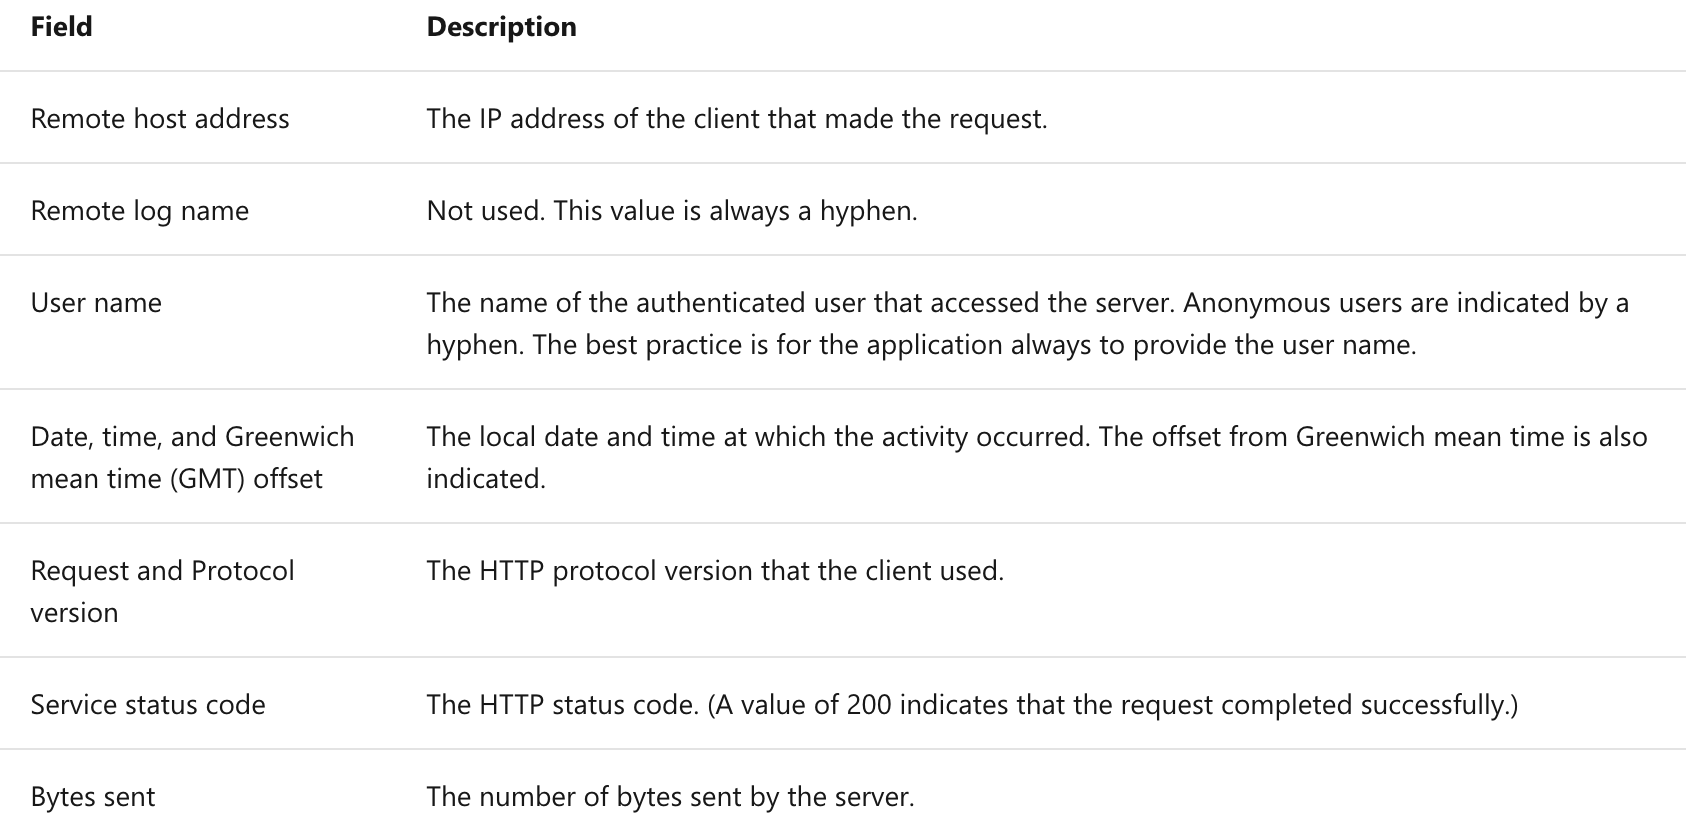 Field Description
Remote host address The IP address of the client that made the request.
Remote log name Not used. This value is always a hyphen.
User name The name of the authenticated user that accessed the server. Anonymous users are indicated by a
hyphen. The best practice is for the application always to provide the user name.
Date, time, and Greenwich The local date and time at which the activity occurred. The offset from Greenwich mean time is also
mean time (GMT) offset indicated.
Request and Protocol The HTTP protocol version that the client used.
version
Service status code The HTTP status code. (A value of 200 indicates that the request completed successfully.)
Bytes sent The number of bytes sent by the server.